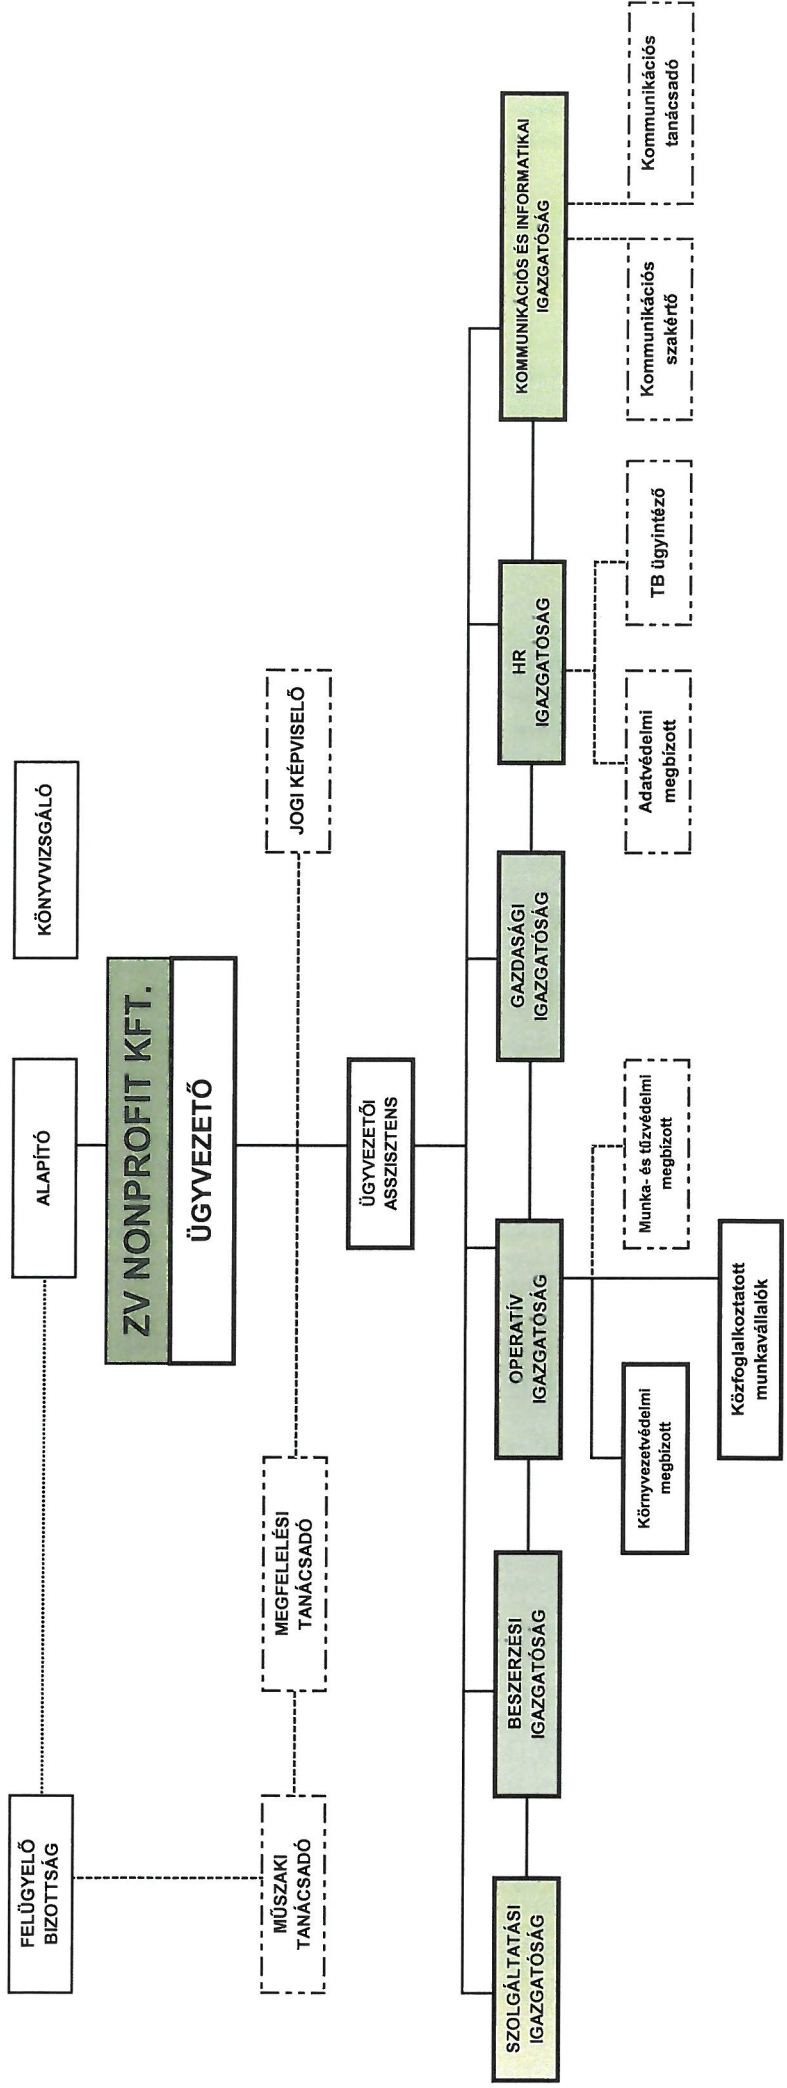 FELÜGYELŐ
BIZOTTSÁG
ALAPÍTÓ
KÖNYVVIZSGÁLÓ
ZV NONPROFIT KFT.
ÜGYVEZETŐ
MŰSZAKI
TANÁCSADÓ
MEGFELELÉSI
TANÁCSADÓ
JOGI KÉPVISELŐ
ÜGYVEZETŐI
ASSZISZTENS
SZOLGÁLTATÁSI
IGAZGATÓSÁG
BESZERZÉSI
IGAZGATÓSÁG
OPERATÍV
IGAZGATÓSÁG
GAZDASÁGI
IGAZGATÓSÁG
HR
IGAZGATÓSÁG
KOMMUNIKÁCIÓS ÉS INFORMATIKAI
IGAZGATÓSÁG
Környezetvédelmi
megbízott
Munka- és tűzvédelmi
megbízott
Adatvédelmi
megbízott
TB ügyintéző
Kommunikációs
szakértő
Kommunikációs
tanácsadó
Közfoglalkoztatott
munkavállalók